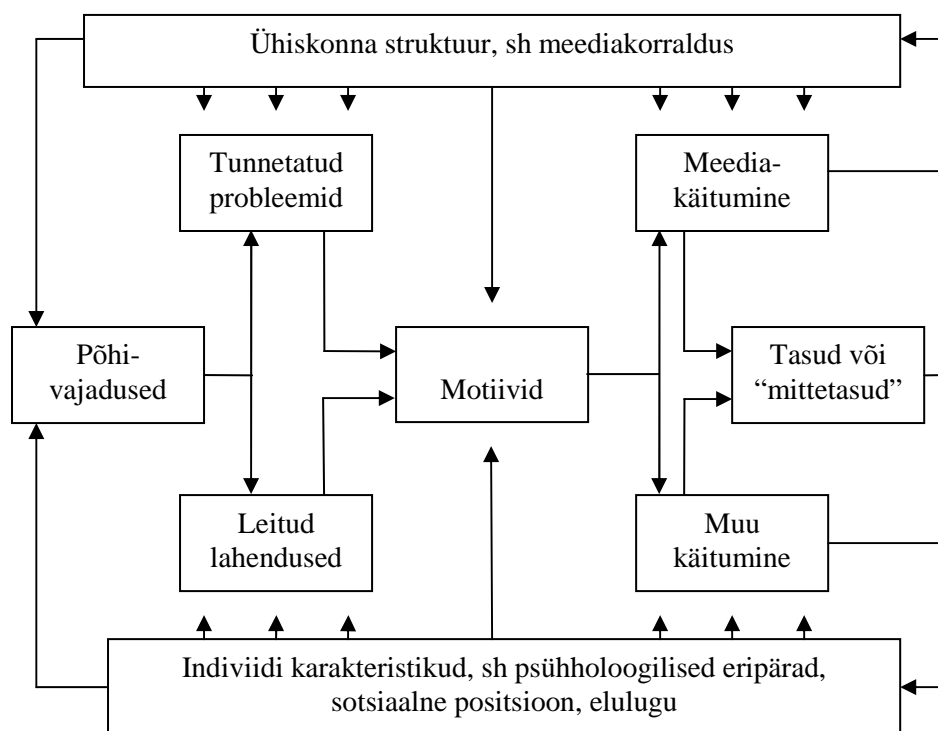 Ühiskonna struktuur, sh meediakorraldus
Tunnetatud
probleemid
Meedia-
käitumine
Põhi-
vajadused
Motiivid
Tasud või
“mittetasud”
Leitud
lahendused
Muu
käitumine
Indiviidi karakteristikud, sh psühholoogilised eripärad,
sotsiaalne positsioon, elulugu